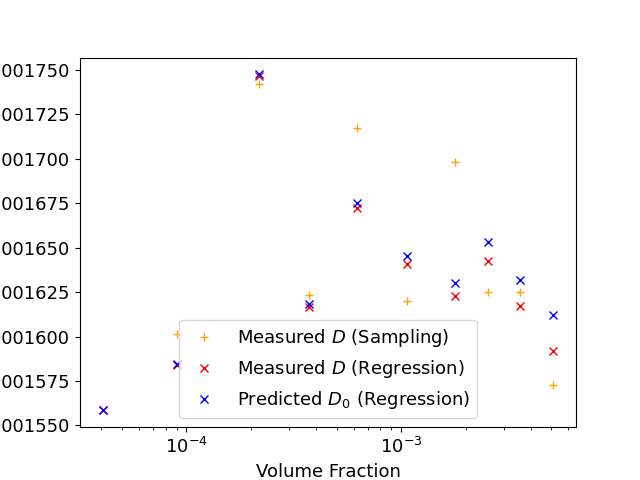 001750
001725
001700
001675
001650
001625
001600
001575
001550
Measured D (Sampling)
Measured D (Regression)
Predicted D₀ (Regression)
10⁻⁴
10⁻³
Volume Fraction